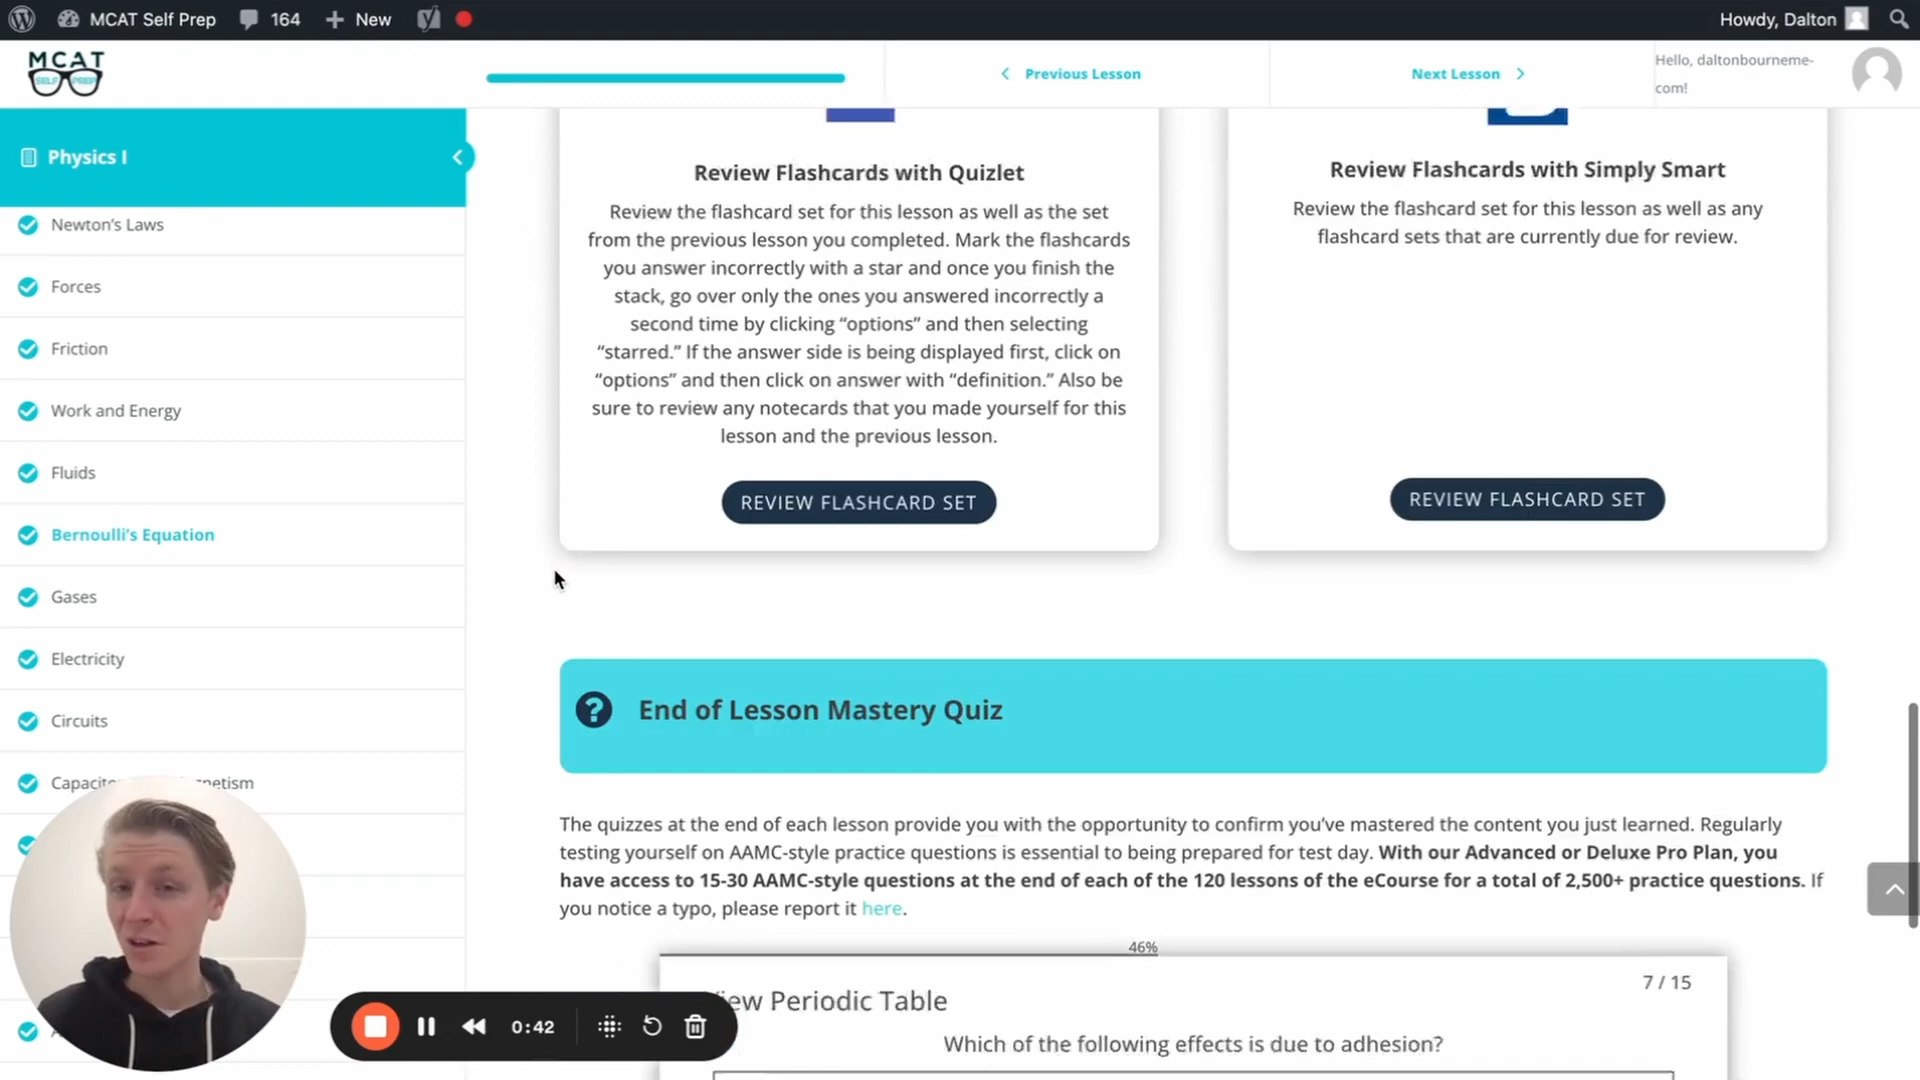 MCAT Self Prep
164
New
Howdy, Dalton
MCAT
SELF PREP
Previous Lesson
Next Lesson
Hello, daltonbourneme-
com!
Physics I
Newton's Laws
Forces
Friction
Work and Energy
Fluids
Bernoulli's Equation
Gases
Electricity
Circuits
Review Flashcards with Quizlet
Review the flashcard set for this lesson as well as the set
from the previous lesson you completed. Mark the flashcards
you answer incorrectly with a star and once you finish the
stack, go over only the ones you answered incorrectly a
second time by clicking “options” and then selecting
“starred.” If the answer side is being displayed first, click on
“options” and then click on answer with “definition.” Also be
sure to review any notecards that you made yourself for this
lesson and the previous lesson.
REVIEW FLASHCARD SET
Review Flashcards with Simply Smart
Review the flashcard set for this lesson as well as any
flashcard sets that are currently due for review.
REVIEW FLASHCARD SET
End of Lesson Mastery Quiz
The quizzes at the end of each lesson provide you with the opportunity to confirm you’ve mastered the content you just learned. Regularly
testing yourself on AAMC-style practice questions is essential to being prepared for test day. With our Advanced or Deluxe Pro Plan, you
have access to 15-30 AAMC-style questions at the end of each of the 120 lessons of the eCourse for a total of 2,500+ practice questions. If
you notice a typo, please report it here.
46%
7 / 15
View Periodic Table
Which of the following effects is due to adhesion?
0:42